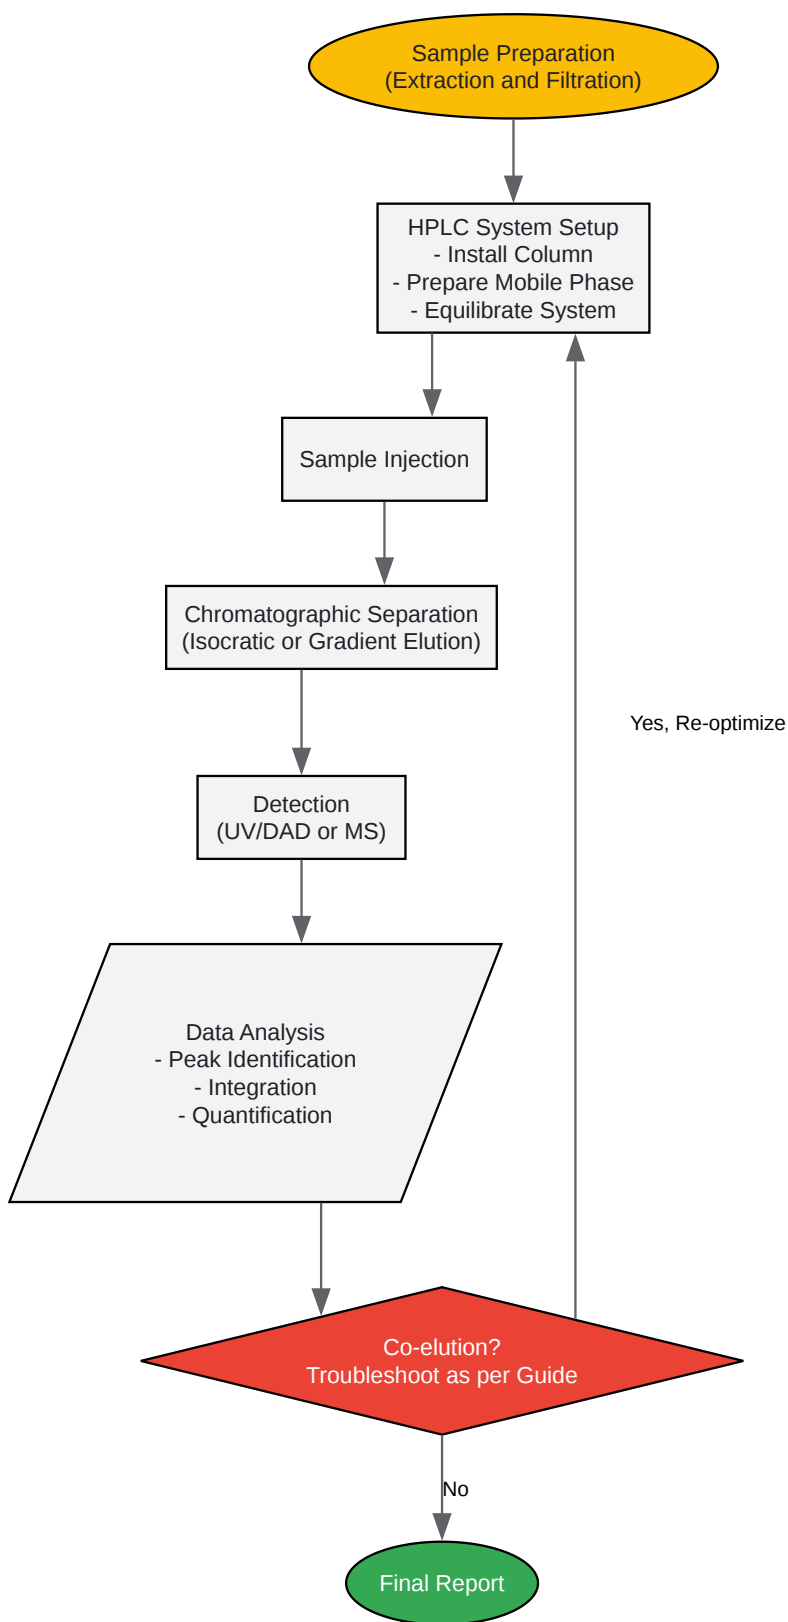 Sample Preparation
(Extraction and Filtration)
HPLC System Setup
- Install Column
- Prepare Mobile Phase
- Equilibrate System
Sample Injection
Chromatographic Separation
(Isocratic or Gradient Elution)
Yes, Re-optimize
Detection
(UV/DAD or MS)
Data Analysis
- Peak Identification
- Integration
- Quantification
Co-elution?
Troubleshoot as per Guide
No
Final Report